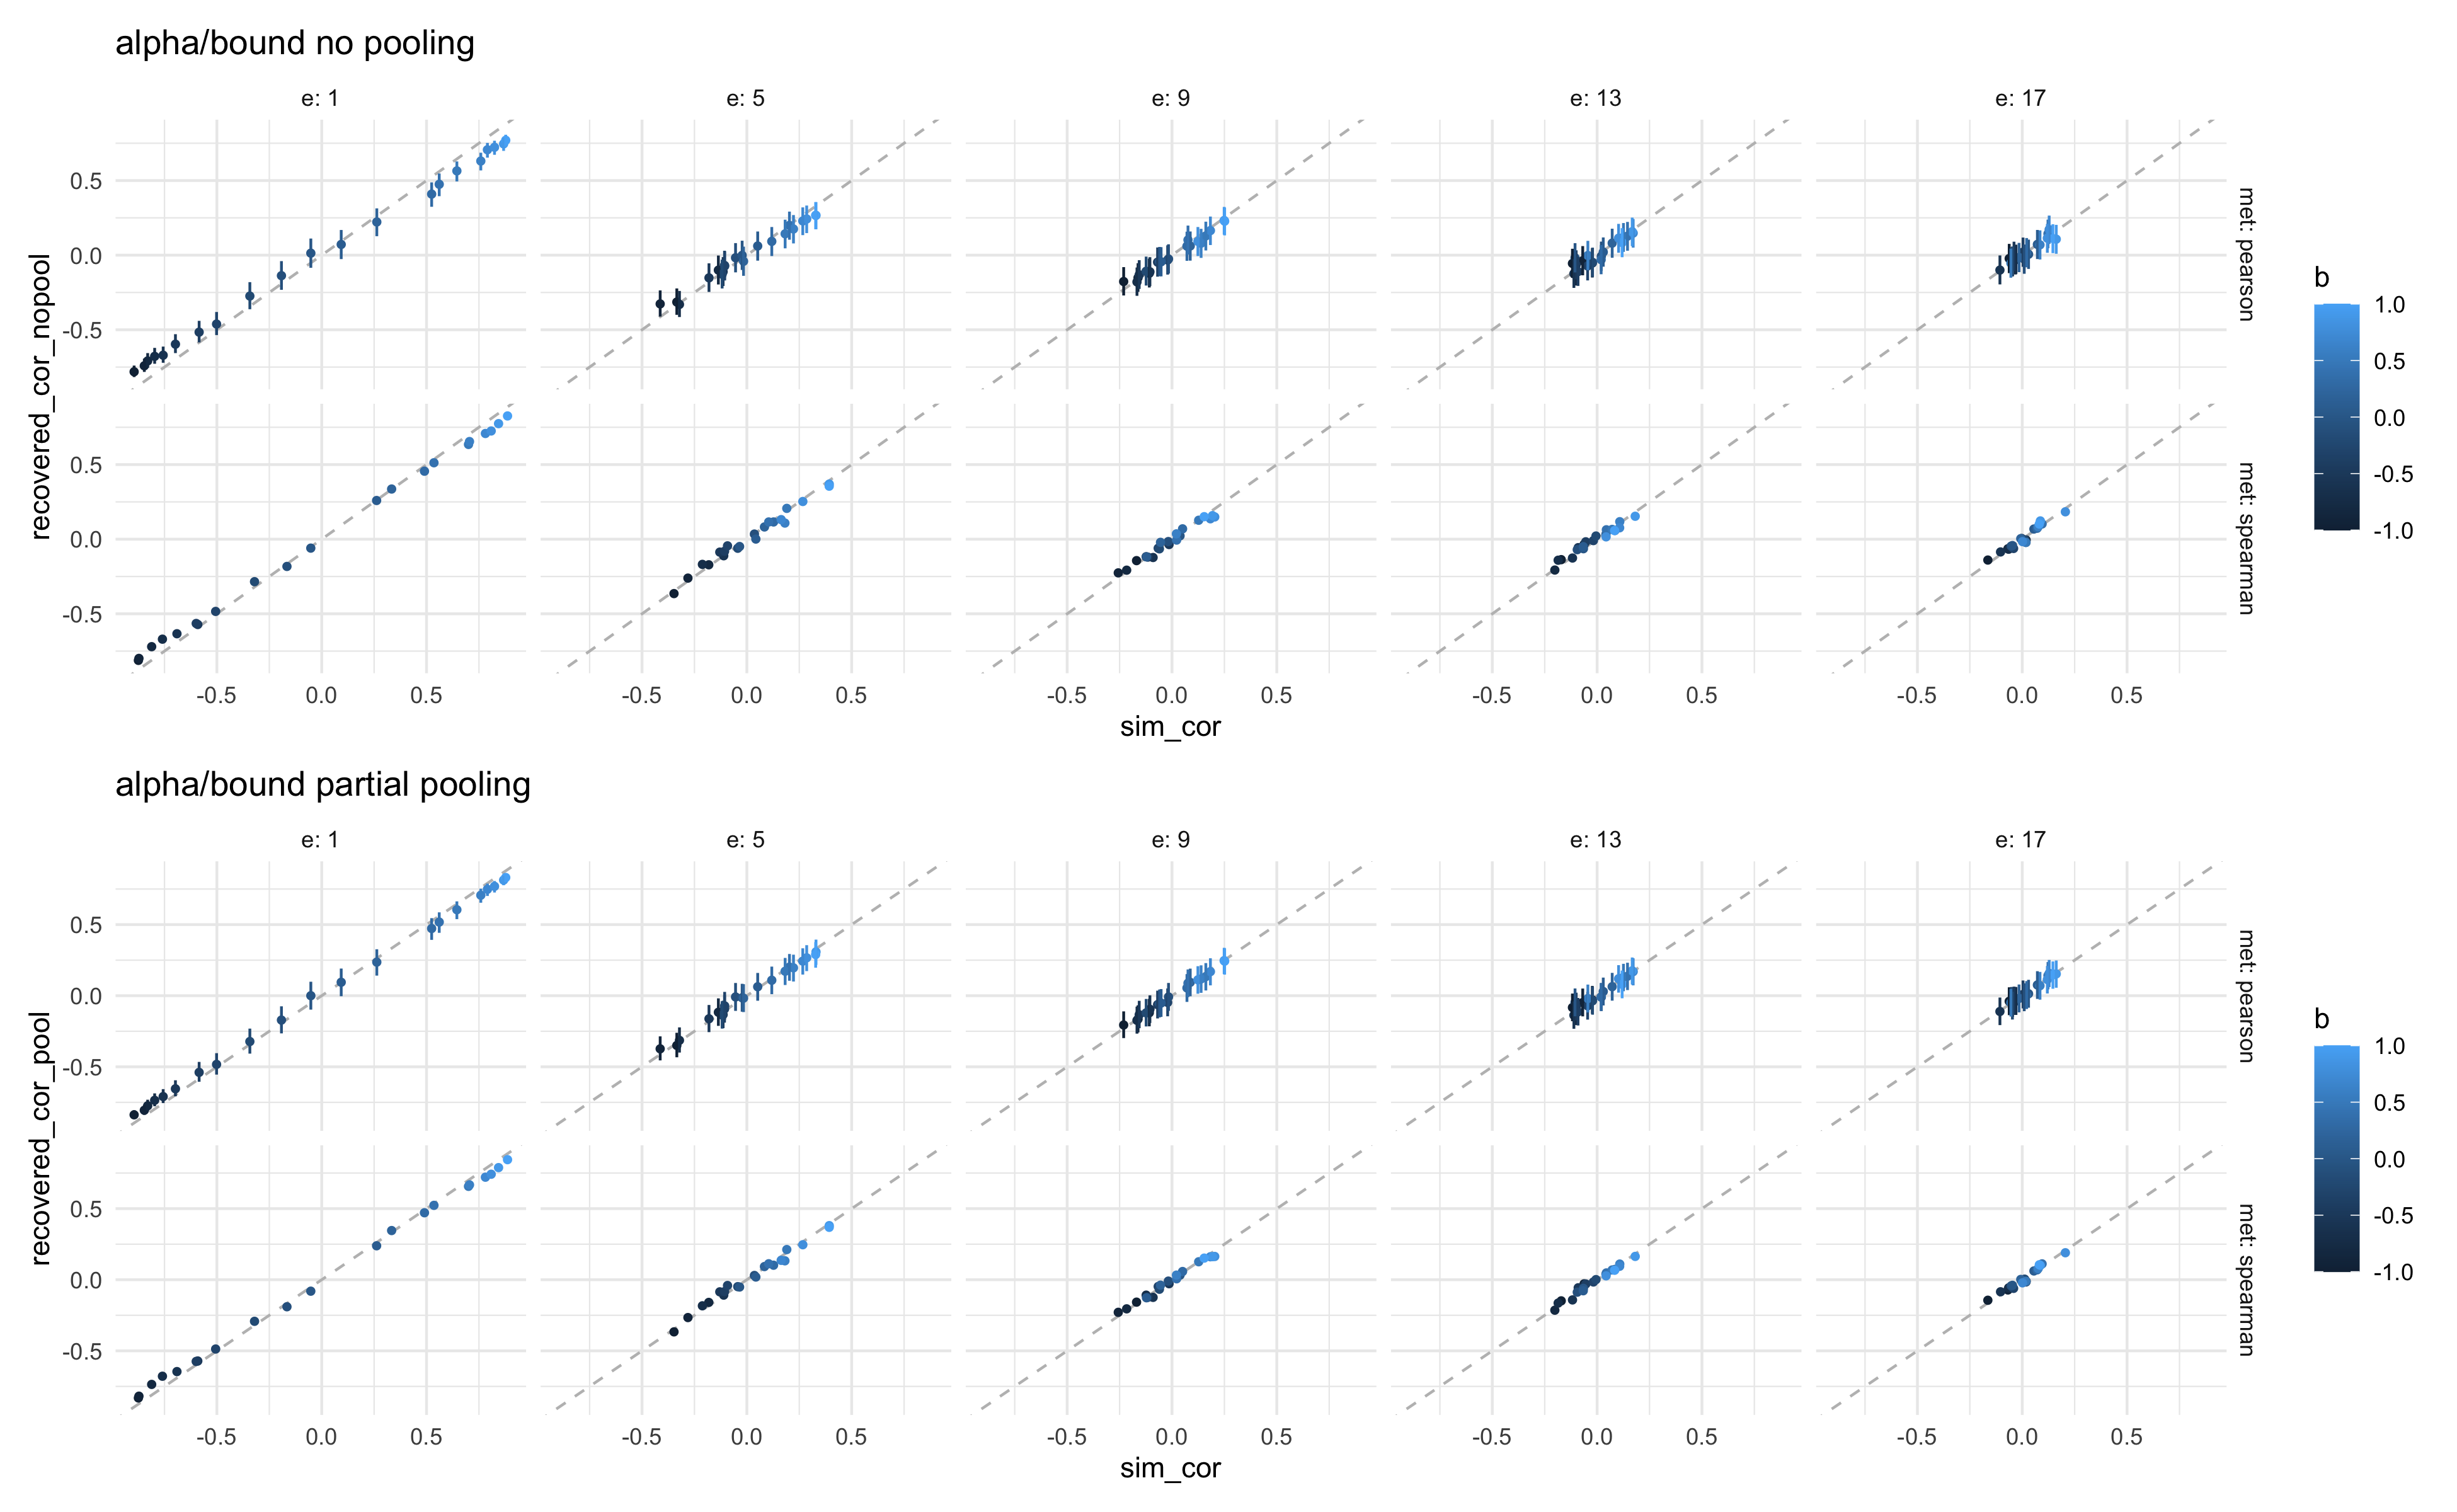 alpha/bound no pooling
e: 1 e: 5 e: 9 e: 13 e: 17
recovered_cor_nopool
0.5
0.0
-0.5
met: pearson
0.5
0.0
-0.5
met: spearman
-0.5 0.0 0.5 -0.5 0.0 0.5 -0.5 0.0 0.5 -0.5 0.0 0.5 -0.5 0.0 0.5
sim_cor
b
1.0
0.5
0.0
-0.5
-1.0
alpha/bound partial pooling
e: 1 e: 5 e: 9 e: 13 e: 17
recovered_cor_pool
0.5
0.0
-0.5
met: pearson
0.5
0.0
-0.5
met: spearman
-0.5 0.0 0.5 -0.5 0.0 0.5 -0.5 0.0 0.5 -0.5 0.0 0.5 -0.5 0.0 0.5
sim_cor
b
1.0
0.5
0.0
-0.5
-1.0